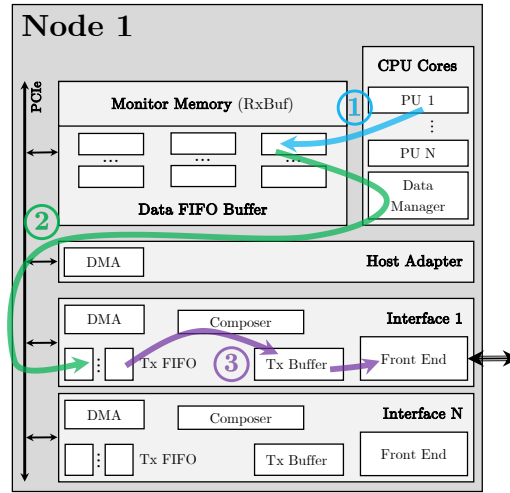 Node 1
PCIe
CPU Cores
PU 1
⋮
PU N
Data
Manager
Monitor Memory (RxBuf)
1
...
...
...
Data FIFO Buffer
2
DMA
Host Adapter
DMA
Composer
Interface 1
⋮
Tx FIFO
3
Tx Buffer
Front End
DMA
Composer
Interface N
⋮
Tx FIFO
Tx Buffer
Front End